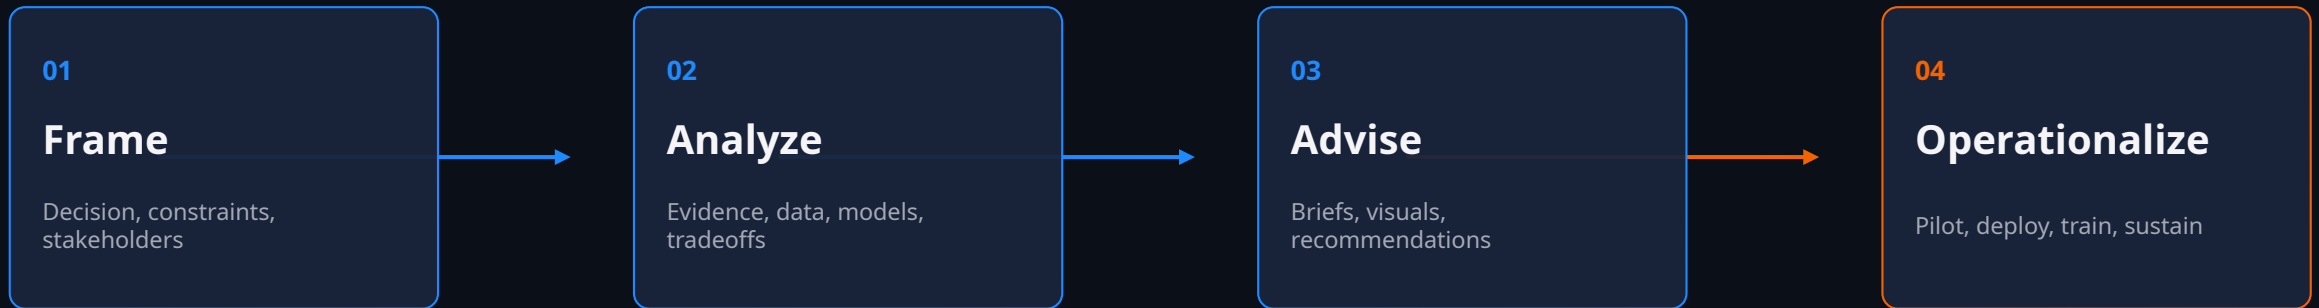 01
Frame
Decision, constraints,
stakeholders
02
Analyze
Evidence, data, models,
tradeoffs
03
Advise
Briefs, visuals,
recommendations
04
Operationalize
Pilot, deploy, train, sustain